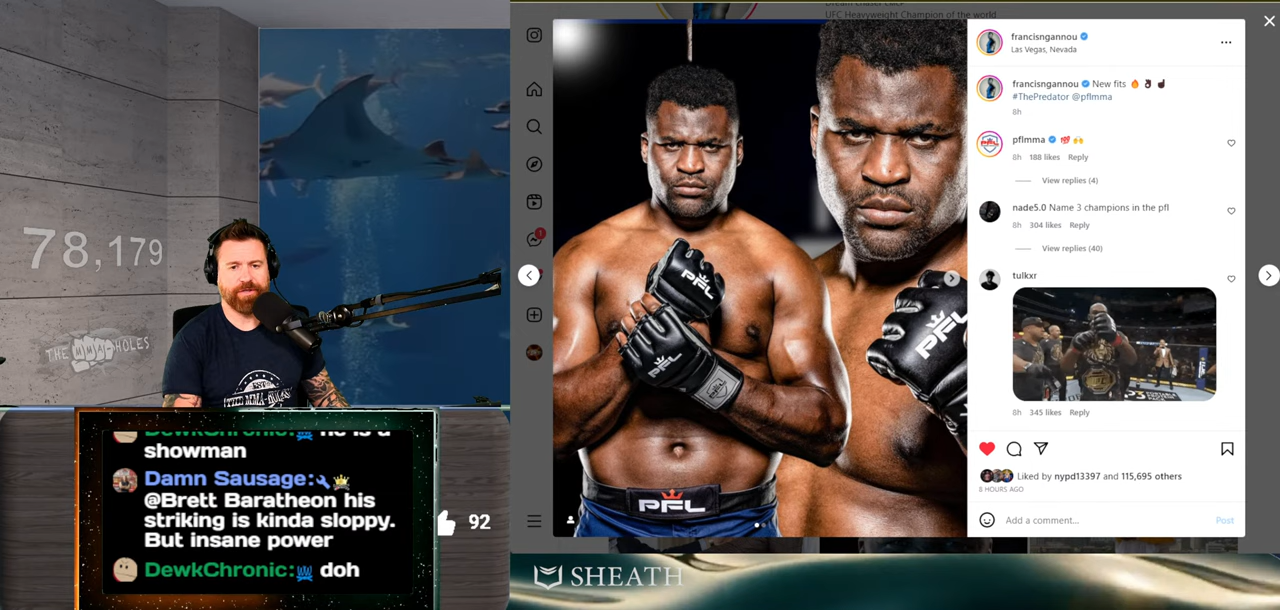 78,179
THE MMA HOLES
EST
THE MMA-HOLES
DewkChronic: he is a
showman
Damn Sausage:
@Brett Baratheon his
striking is kinda sloppy.
But insane power
DewkChronic: doh
92
UFC Heavyweight Champion of the world
PFL
PFL
PFL
PFL
francisngannou
Las Vegas, Nevada
francisngannou New fits
#ThePredator @pflmma
8h
pflmma
8h 188 likes Reply
View replies (4)
nade5.0 Name 3 champions in the pfl
8h 304 likes Reply
View replies (40)
tulkxr
8h 345 likes Reply
Liked by nypd13397 and 115,695 others
8 HOURS AGO
Add a comment...
Post
SHEATH